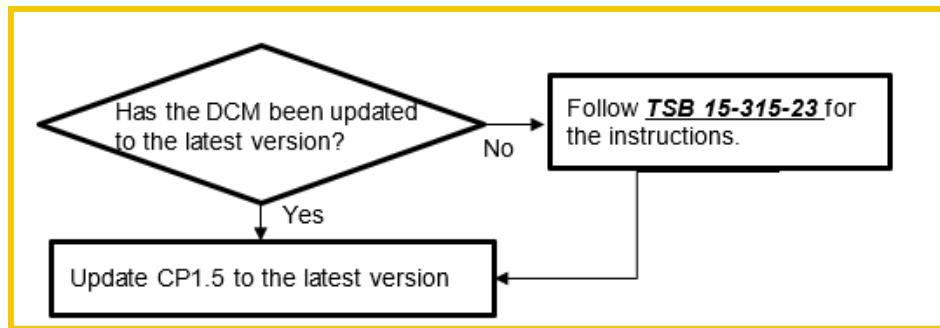 Has the DCM been updated
to the latest version?
No
Follow TSB 15-315-23 for
the instructions.
Yes
Update CP1.5 to the latest version